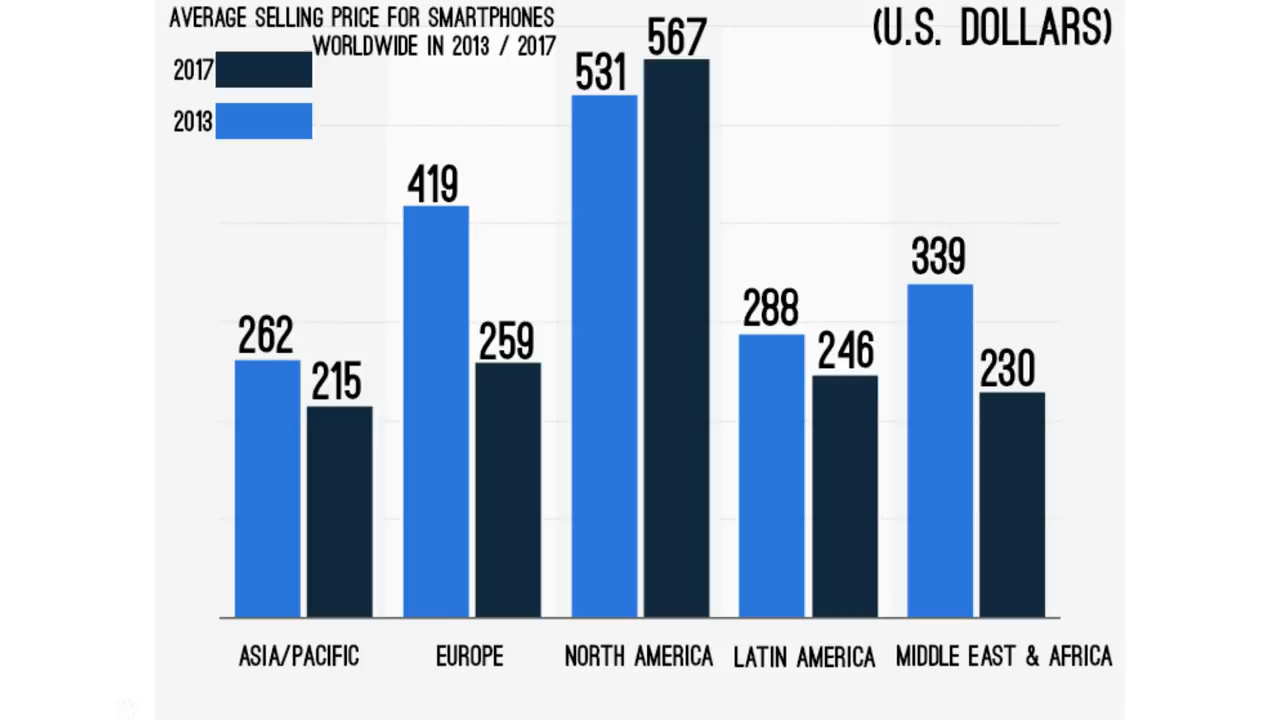 AVERAGE SELLING PRICE FOR SMARTPHONES
WORLDWIDE IN 2013 / 2017
(U.S. DOLLARS)
2017
2013
262
215
419
259
531
567
288
246
339
230
ASIA/PACIFIC
EUROPE
NORTH AMERICA
LATIN AMERICA
MIDDLE EAST & AFRICA